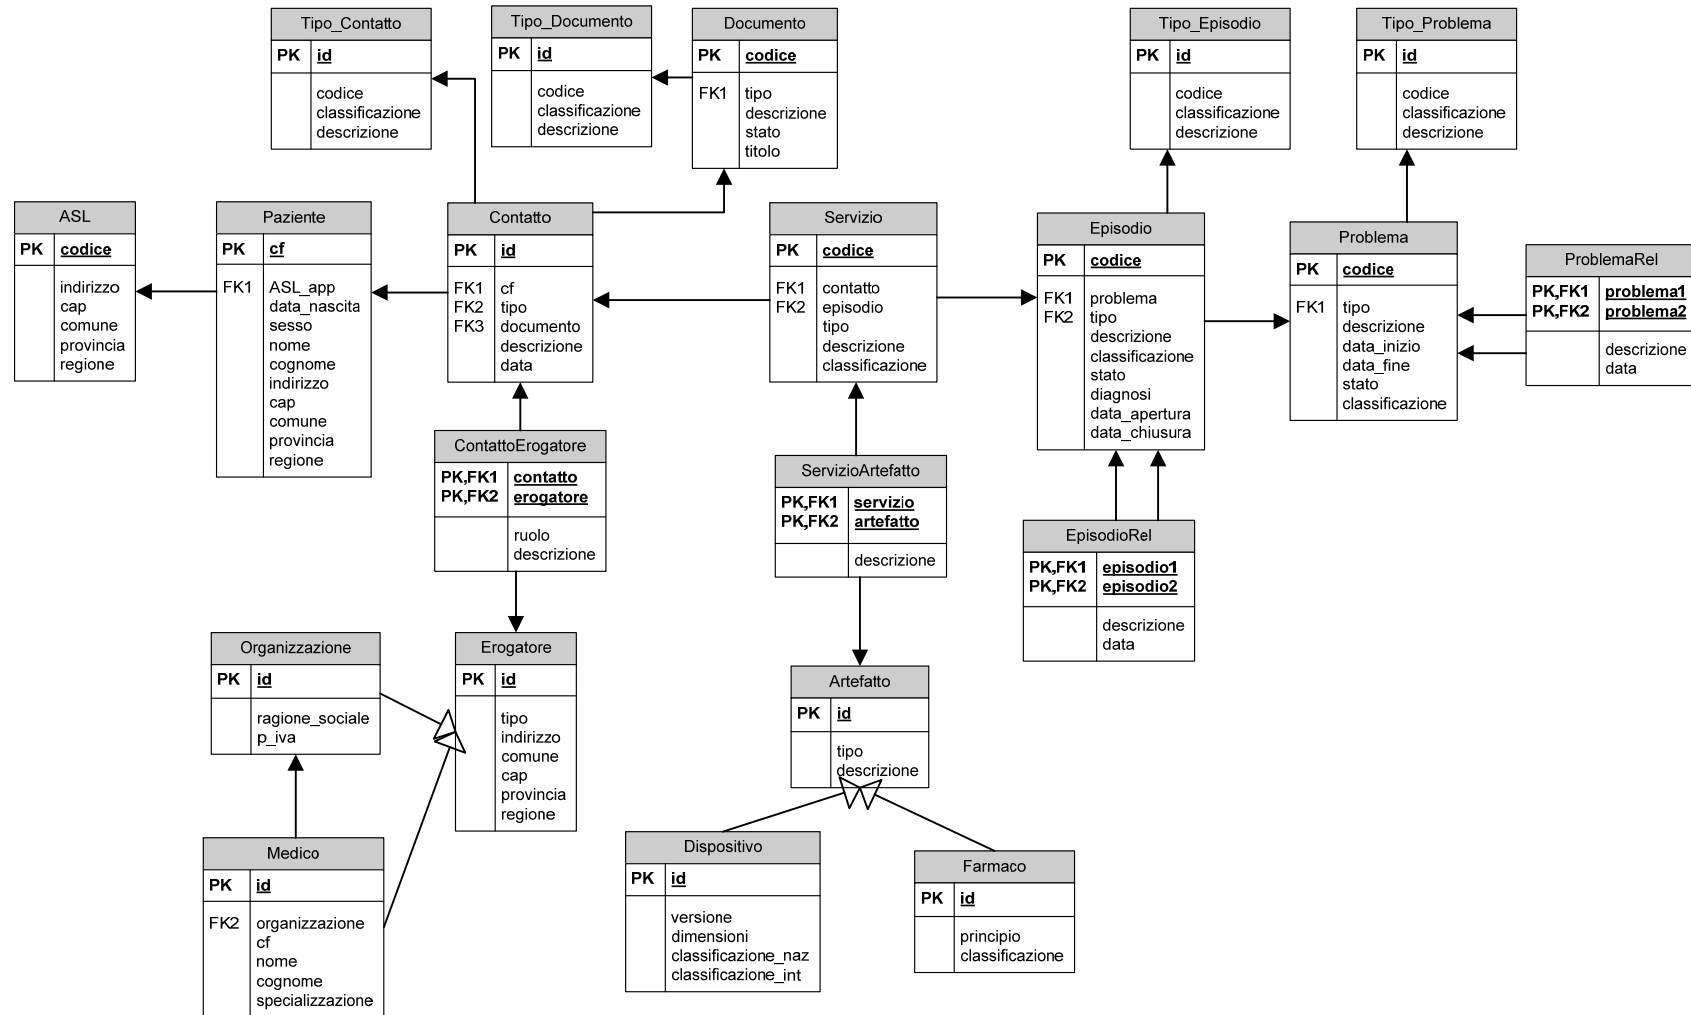 Tipo_Contatto
PK id
codice
classificazione
descrizione
Tipo_Documento
PK id
codice
classificazione
descrizione
Documento
PK codice
FK1 tipo
descrizione
stato
titolo
Tipo_Episodio
PK id
codice
classificazione
descrizione
Tipo_Problema
PK id
codice
classificazione
descrizione
ASL
PK codice
indirizzo
cap
comune
provincia
regione
Paziente
PK cf
FK1 ASL_app
data_nascita
sesso
nome
cognome
indirizzo
cap
comune
provincia
regione
Contatto
PK id
FK1 cf
FK2 tipo
FK3 documento
descrizione
data
Servizio
PK codice
FK1 contatto
FK2 episodio
tipo
descrizione
classificazione
Episodio
PK codice
FK1 problema
FK2 tipo
descrizione
classificazione
stato
diagnosi
data_apertura
data_chiusura
Problema
PK codice
FK1 tipo
descrizione
data_inizio
data_fine
stato
classificazione
ProblemaRel
PK,FK1 problema1
PK,FK2 problema2
descrizione
data
ContattoErogatore
PK,FK1 contatto
PK,FK2 erogatore
ruolo
descrizione
ServizioArtefatto
PK,FK1 servizio
PK,FK2 artefatto
descrizione
EpisodioRel
PK,FK1 episodio1
PK,FK2 episodio2
descrizione
data
Organizzazione
PK id
ragione_sociale
p_iva
Erogatore
PK id
tipo
indirizzo
comune
cap
provincia
regione
Artefatto
PK id
tipo
descrizione
Medico
PK id
FK2 organizzazione
cf
nome
cognome
specializzazione
Dispositivo
PK id
versione
dimensioni
classificazione_naz
classificazione_int
Farmaco
PK id
principio
classificazione